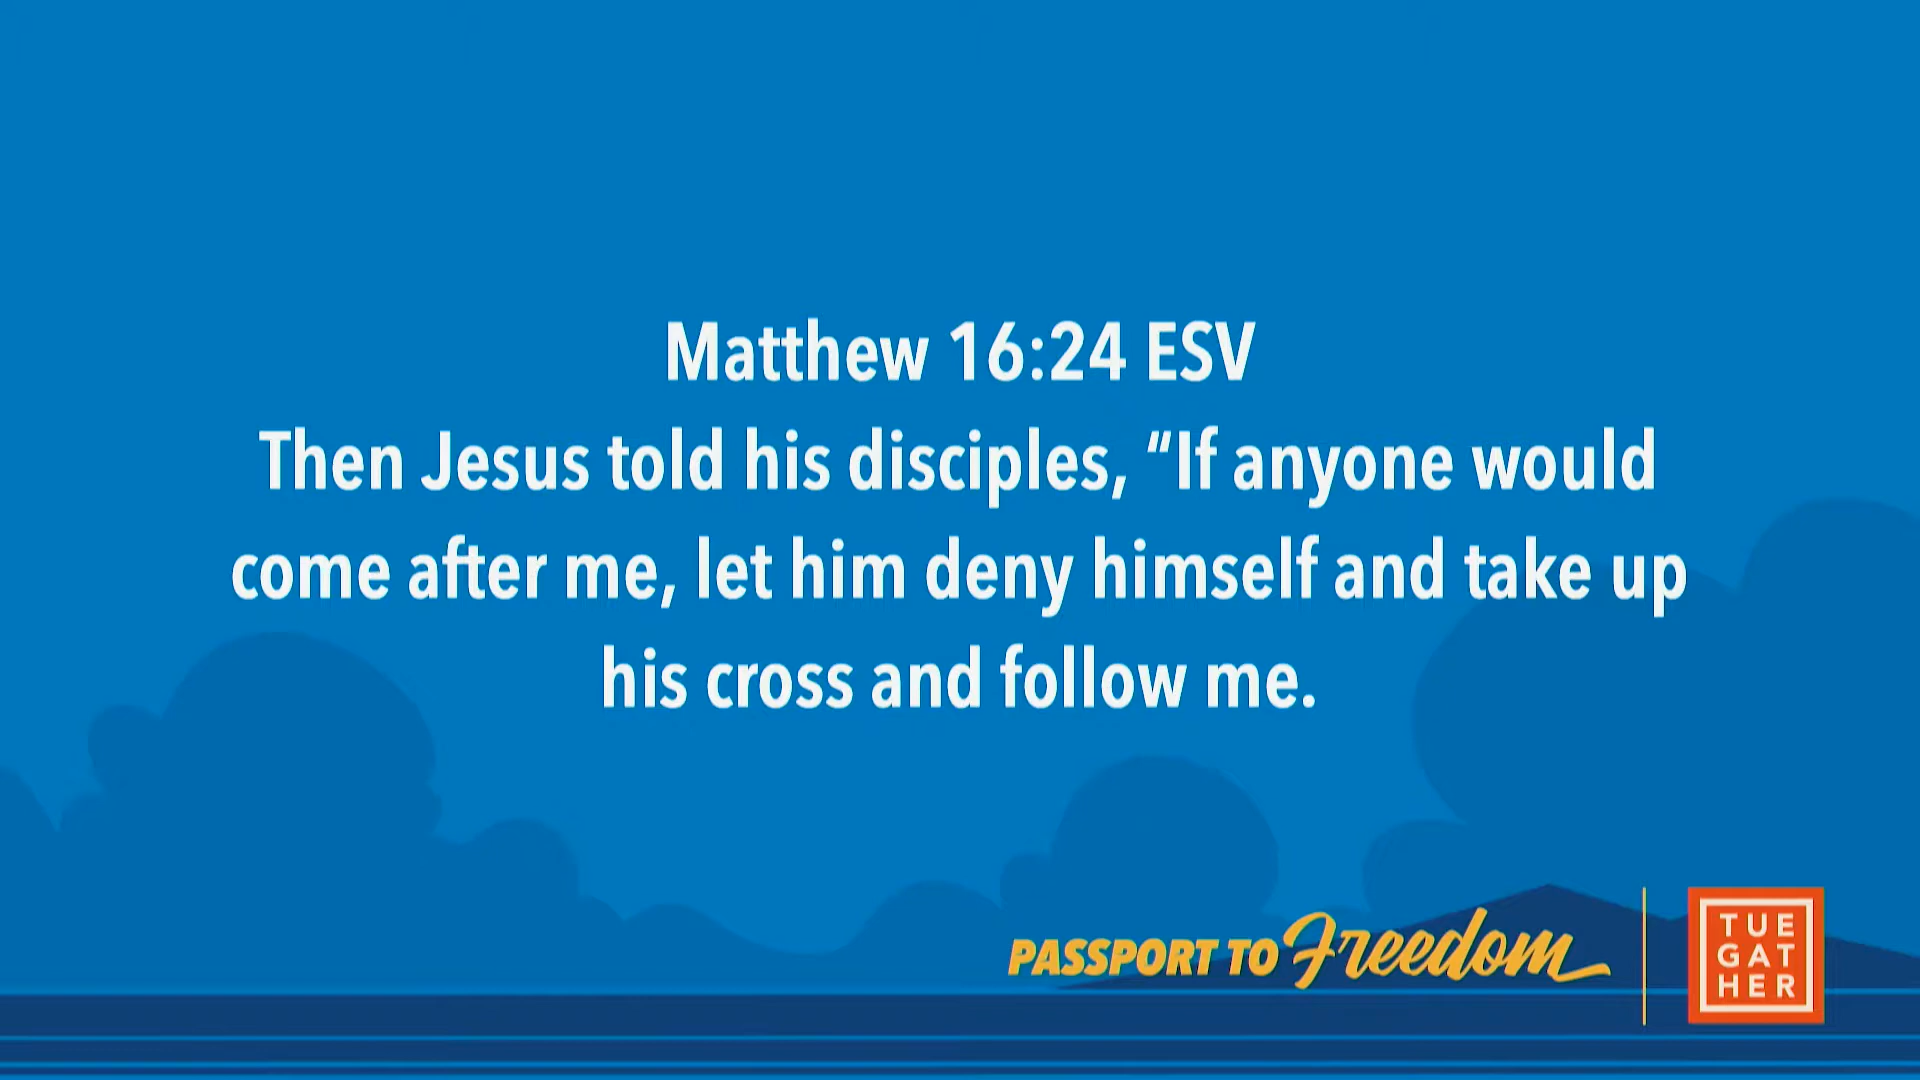 Matthew 16:24 ESV
Then Jesus told his disciples, “If anyone would
come after me, let him deny himself and take up
his cross and follow me.
PASSPORT TO Freedom
TUE
GAT
HER